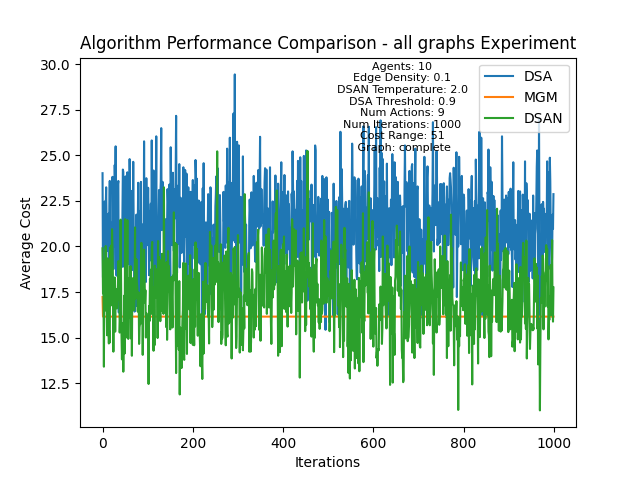 Algorithm Performance Comparison - all graphs Experiment
Agents: 10
Edge Density: 0.1
DSAN Temperature: 2.0
DSA Threshold: 0.9
Num Actions: 9
Num Iterations: 1000
Cost Range: 51
Graph: complete
DSA
MGM
DSAN
30.0
27.5
25.0
22.5
20.0
17.5
15.0
12.5
Average Cost
0
200
400
600
800
1000
Iterations